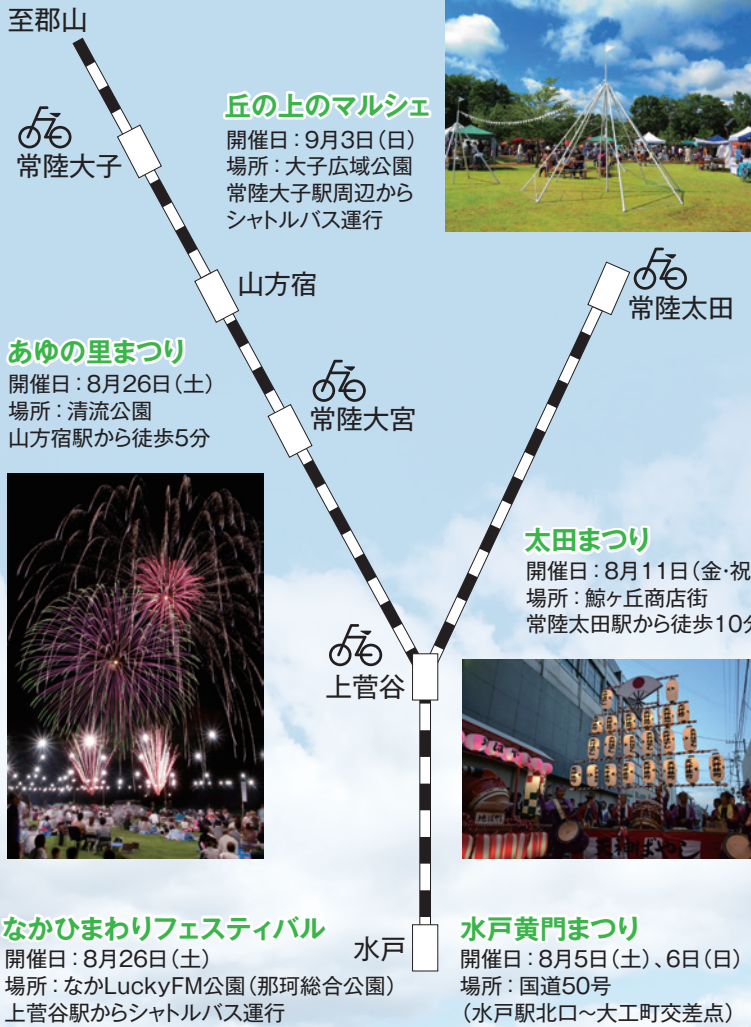 至郡山
常陸大子
丘の上のマルシェ
開催日：9月3日（日）
場所：大子広域公園
常陸大子駅周辺から
シャトルバス運行
山方宿
常陸太田
あゆの里まつり
開催日：8月26日（土）
場所：清流公園
山方宿駅から徒歩5分
常陸大宮
太田まつり
開催日：8月11日（金・祝
場所：鯨ヶ丘商店街
常陸太田駅から徒歩10分
上菅谷
なかひまわりフェスティバル
開催日：8月26日（土）
場所：なかLuckyFM公園（那珂総合公園）
上菅谷駅からシャトルバス運行
水戸
水戸黄門まつり
開催日：8月5日（土）、6日（日）
場所：国道50号
（水戸駅北口～大工町交差点）